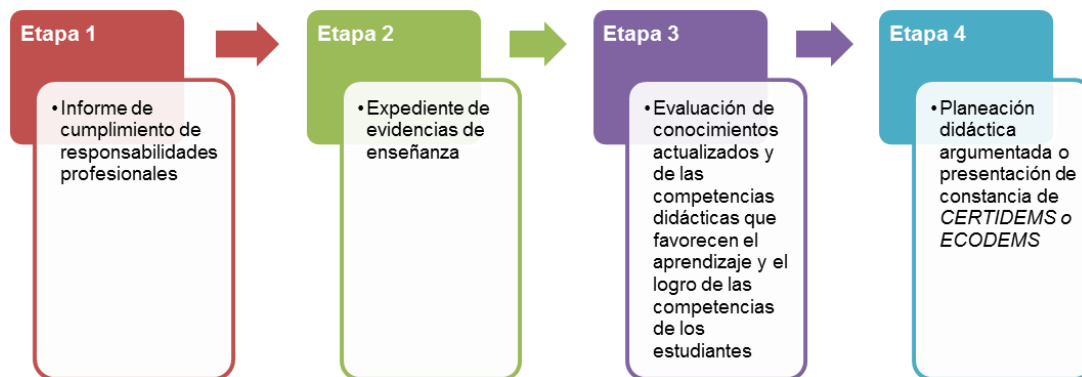 Etapa 1
• Informe de
cumplimiento de
responsabilidades
profesionales
Etapa 2
• Expediente de
evidencias de
enseñanza
Etapa 3
• Evaluación de
conocimientos
actualizados y
de las
competencias
didácticas que
favorecen el
aprendizaje y el
logro de las
competencias
de los
estudiantes
Etapa 4
• Planeación
didáctica
argumentada o
presentación de
constancia de
CERTIDEMS o
ECODEMS